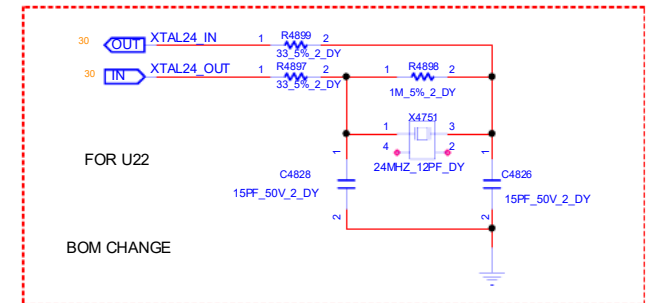 30 OUT XTAL24_IN 1 R4899 2
33_5%_2_DY
30 IN XTAL24_OUT 1 R4897 2 1 R4898 2
33_5%_2_DY 1M_5%_2_DY
X4751
1 3
4 2
24MHZ_12PF_DY
FOR U22
1 1
C4828 C4826
15PF_50V_2_DY 15PF_50V_2_DY
2 2
BOM CHANGE